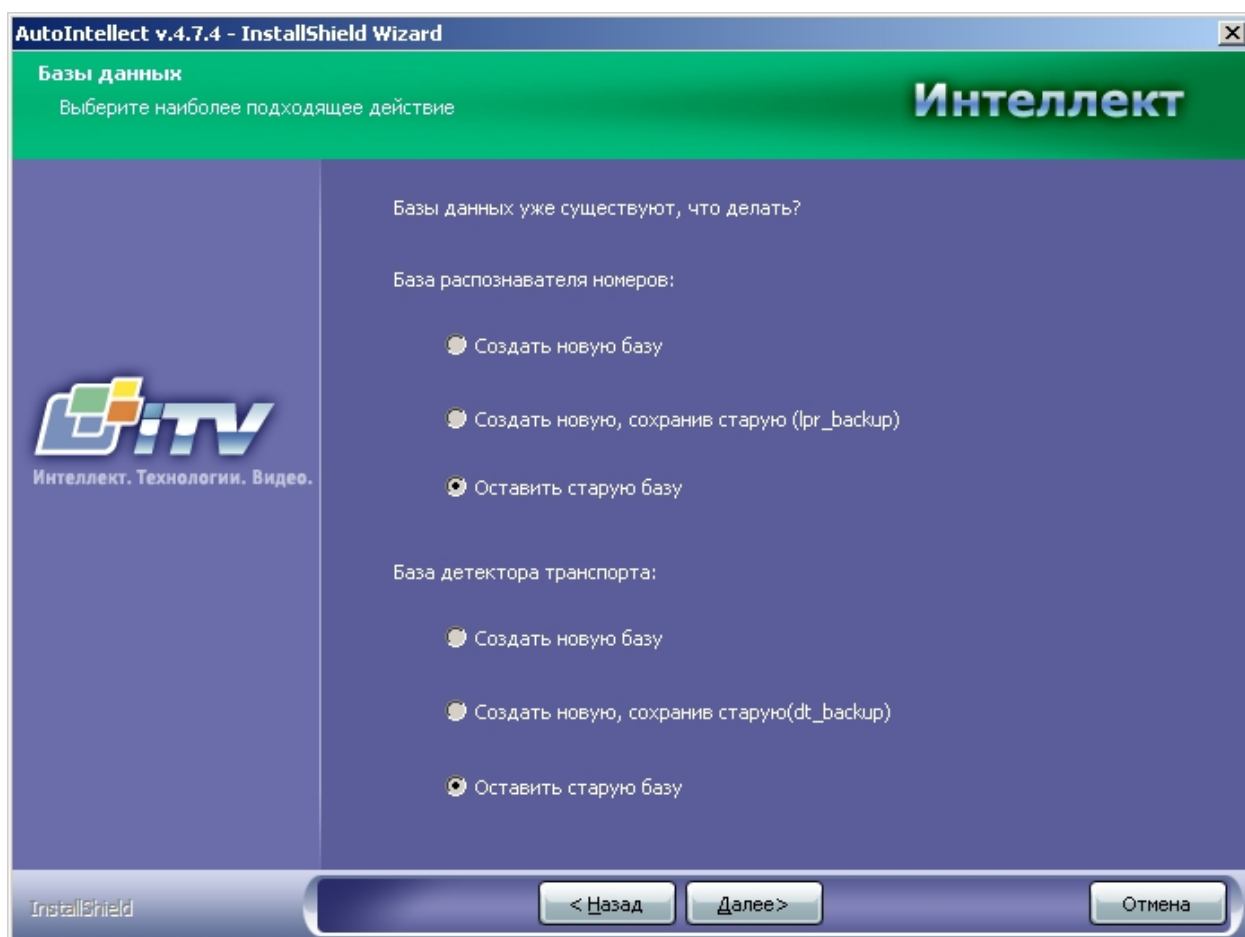 AutoIntellect v.4.7.4 - InstallShield Wizard
Базы данных
Выберите наиболее подходящее действие
Интеллект
Базы данных уже существуют, что делать?
База распознавателя номеров:
Создать новую базу
Создать новую, сохранив старую (lpr_backup)
Оставить старую базу
iTV
Интеллект. Технологии. Видео.
База детектора транспорта:
Создать новую базу
Создать новую, сохранив старую(dt_backup)
Оставить старую базу
InstallShield
< Назад
Далее>
Отмена